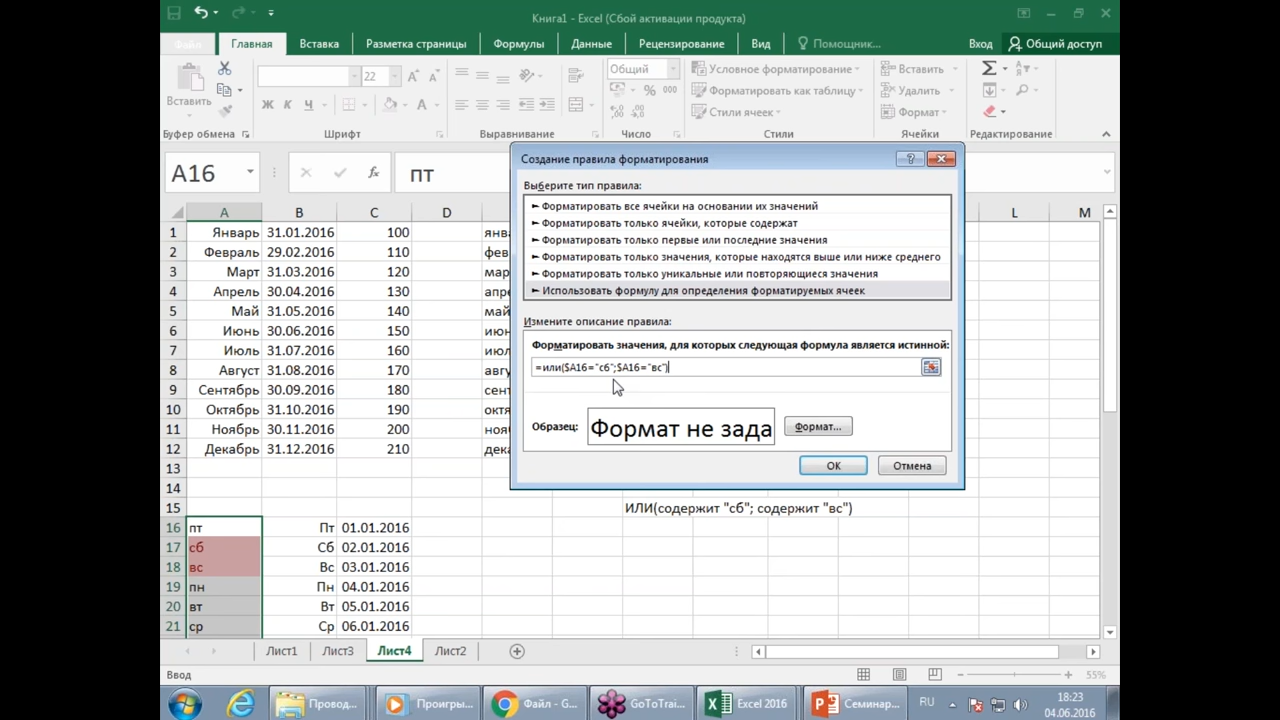 Книга1 - Excel (Сбой активации продукта)
Файл Главная Вставка Разметка страницы Формулы Данные Рецензирование Вид Помощник... Вход Общий доступ
22 Общий Условное форматирование Вставить
Вставить Ж К Ч % 000 Форматировать как таблицу Удалить
Стили ячеек Формат
Буфер обмена Шрифт Выравнивание Число Стили Ячейки Редактирование
A16 fx пт
Создание правила форматирования
Выберите тип правила:
► Форматировать все ячейки на основании их значений
► Форматировать только ячейки, которые содержат
► Форматировать только первые или последние значения
► Форматировать только значения, которые находятся выше или ниже среднего
► Форматировать только уникальные или повторяющиеся значения
► Использовать формулу для определения форматируемых ячеек
Измените описание правила:
Форматировать значения, для которых следующая формула является истинной:
=или($A16="сб";$A16="вс")
Образец: Формат не зада Формат...
ОК Отмена
A B C D L M
1 Январь 31.01.2016 100 янва
2 Февраль 29.02.2016 110 фев
3 Март 31.03.2016 120 мар
4 Апрель 30.04.2016 130 апре
5 Май 31.05.2016 140 май
6 Июнь 30.06.2016 150 июн
7 Июль 31.07.2016 160 июл
8 Август 31.08.2016 170 авгу
9 Сентябрь 30.09.2016 180 сент
10 Октябрь 31.10.2016 190 октя
11 Ноябрь 30.11.2016 200 нояб
12 Декабрь 31.12.2016 210 дека
13
14
15 ИЛИ(содержит "сб"; содержит "вс")
16 пт Пт 01.01.2016
17 сб Сб 02.01.2016
18 вс Вс 03.01.2016
19 пн Пн 04.01.2016
20 вт Вт 05.01.2016
21 ср Ср 06.01.2016
Лист1 Лист3 Лист4 Лист2
Ввод 55%
Провод... Проигры... Файл - G... GoToTrai... Excel 2016 Семинар... RU 18:23
04.06.2016